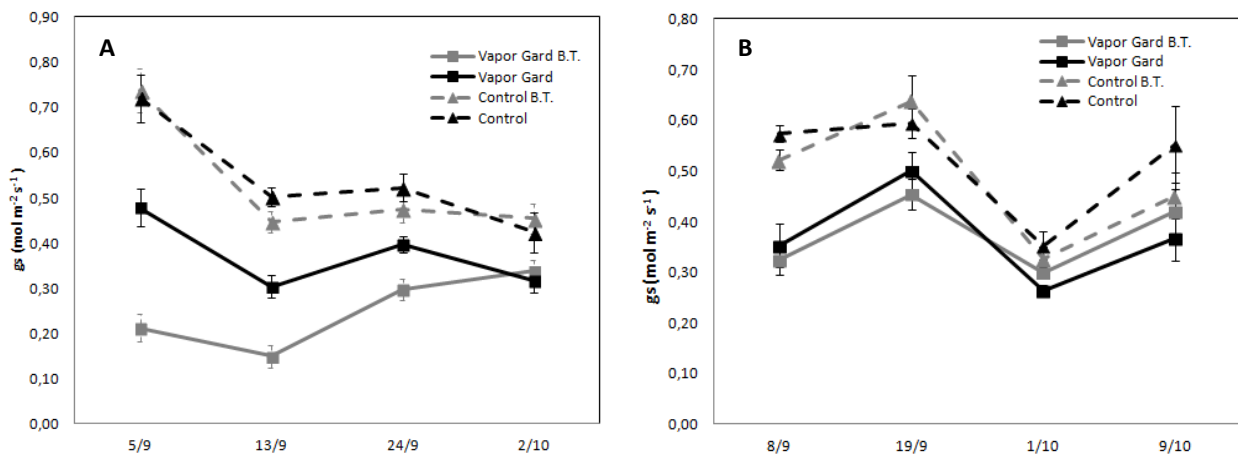 A
gs (mol m⁻² s⁻¹)
0,90
0,80
0,70
0,60
0,50
0,40
0,30
0,20
0,10
0,00
5/9 13/9 24/9 2/10
Vapor Gard B.T.
Vapor Gard
Control B.T.
Control
B
gs (mol m⁻² s⁻¹)
0,80
0,70
0,60
0,50
0,40
0,30
0,20
0,10
0,00
8/9 19/9 1/10 9/10
Vapor Gard B.T.
Vapor Gard
Control B.T.
Control